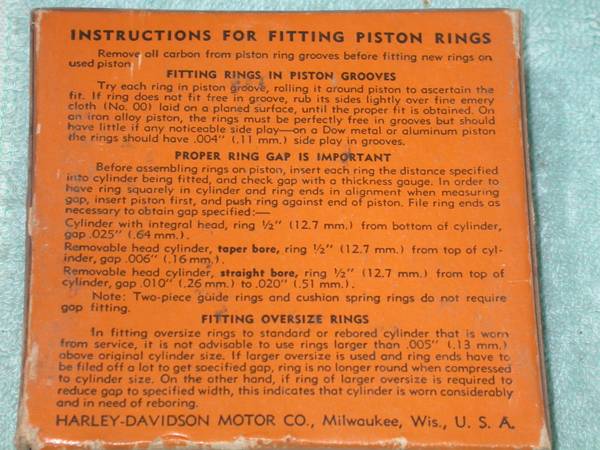 INSTRUCTIONS FOR FITTING PISTON RINGS
Remove all carbon from piston ring grooves before fitting new rings on
used piston
FITTING RINGS IN PISTON GROOVES
Try each ring in piston groove, rolling it around piston to ascertain the
fit. If ring does not fit free in groove, rub its sides lightly over fine emery
cloth (No. 00) laid on a planed surface, until the proper fit is obtained. On
an iron alloy piston, the rings must be perfectly free in grooves but should
have little if any noticeable side play—on a Dow metal or aluminum piston
the rings should have .004" (.11 mm.) side play in grooves.
PROPER RING GAP IS IMPORTANT
Before assembling rings on piston, insert each ring the distance specified
into cylinder being fitted, and check gap with a thickness gauge. In order to
have ring squarely in cylinder and ring ends in alignment when measuring
gap, insert piston first, and push ring against end of piston. File ring ends as
necessary to obtain gap specified:—
Cylinder with integral head, ring ½" (12.7 mm.) from bottom of cylinder,
gap .025" (.64 mm.).
Removable head cylinder, taper bore, ring ½" (12.7 mm.) from top of cyl-
inder, gap .006" (.16 mm.).
Removable head cylinder, straight bore, ring ½" (12.7 mm.) from top of
cylinder, gap .010" (.26 mm.) to .020" (.51 mm.).
Note: Two-piece guide rings and cushion spring rings do not require
gap fitting.
FITTING OVERSIZE RINGS
In fitting oversize rings to standard or rebored cylinder that is worn
from service, it is not advisable to use rings larger than .005" (.13 mm.)
above original cylinder size. If larger oversize is used and ring ends have to
be filed off a lot to get specified gap, ring is no longer round when compressed
to cylinder size. On the other hand, if ring of larger oversize is required to
reduce gap to specified width, this indicates that cylinder is worn considerably
and in need of reboring.
HARLEY-DAVIDSON MOTOR CO., Milwaukee, Wis., U. S. A.